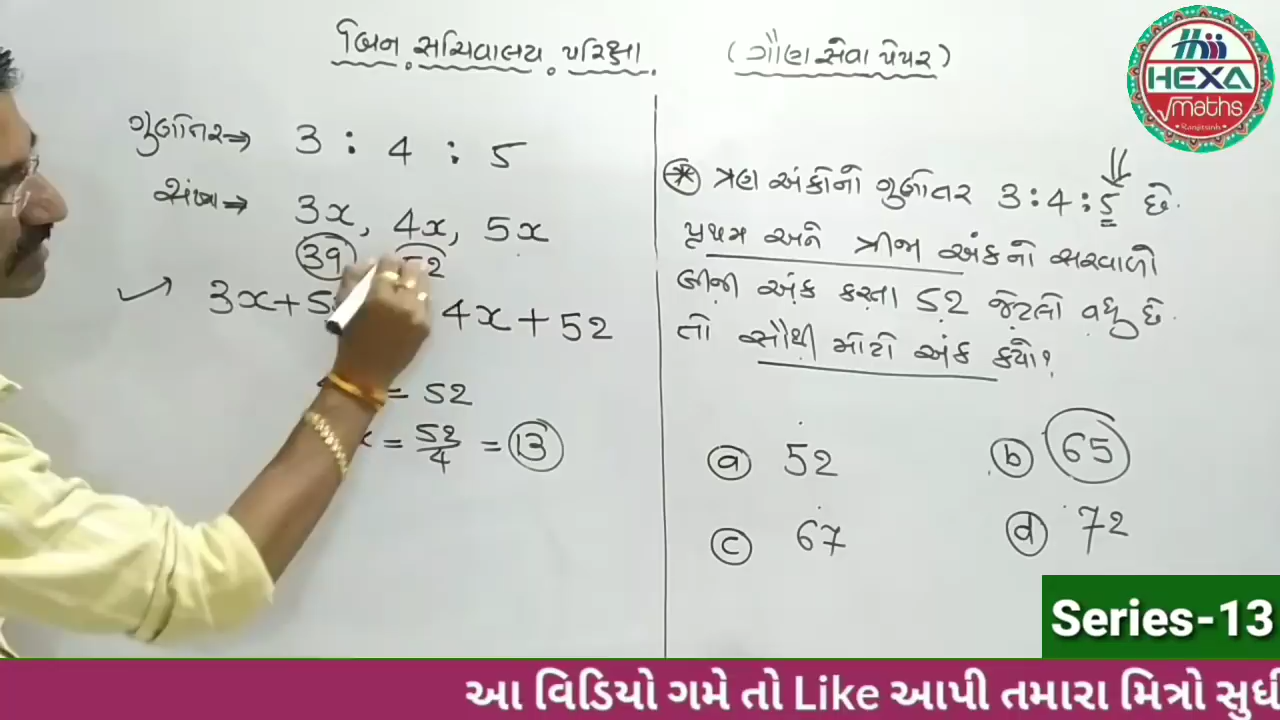 બિન સચિવાલય પરિક્ષા
(ગૌણ સેવા પેપર)
HEXA
√maths
Ranjitsinh
ગુણોત્તર → 3 : 4 : 5
સંખ્યા → 3x, 4x, 5x
39 52
3x+5 4x+52
= 52
x = 52/4 = 13
* ત્રણ અંકોનો ગુણોત્તર 3:4:5 છે.
પ્રથમ અને ત્રીજા અંકનો સરવાળો
બીજા અંક કરતા 52 જેટલો વધુ છે.
તો સૌથી મોટો અંક કયો?
a 52
b 65
c 67
d 72
Series-13
આ વિડિયો ગમે તો Like આપી તમારા મિત્રો સુધી